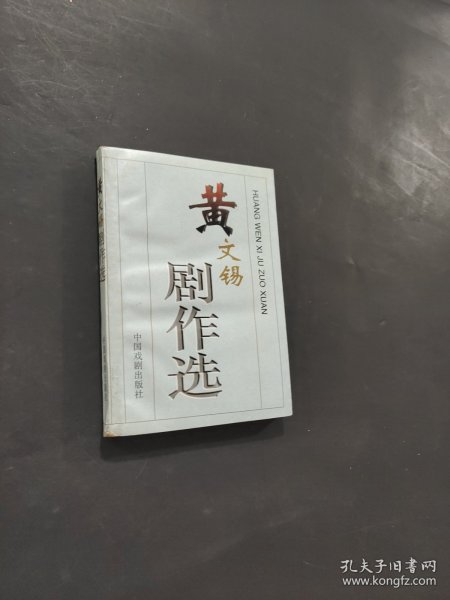 黄
文锡
剧作选
HUANG WEN XI JU ZUO XUAN
中国戏剧出版社
孔夫子旧书网
www.kongfz.com